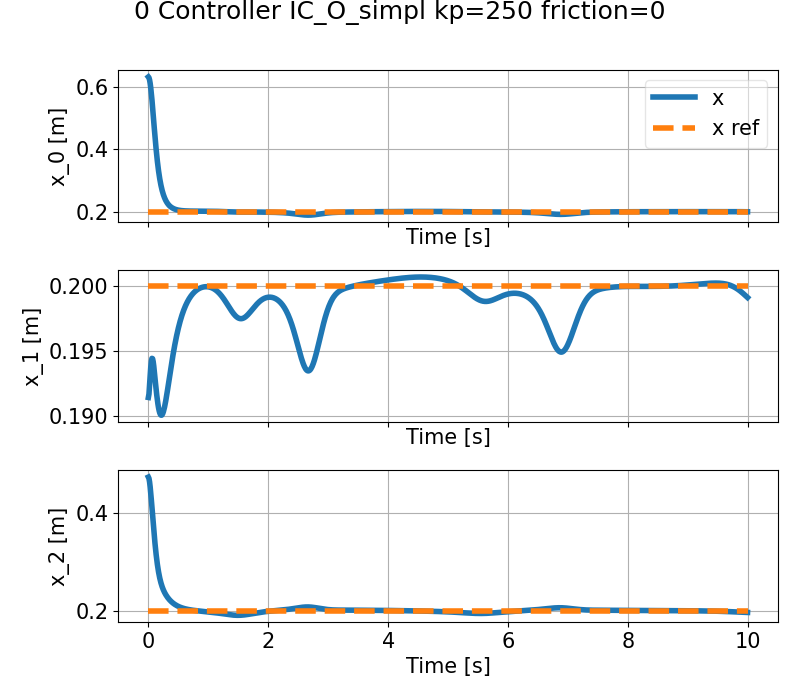 0 Controller IC_O_simpl kp=250 friction=0
x_0 [m]
0.6
0.4
0.2
x
x ref
Time [s]
x_1 [m]
0.200
0.195
0.190
Time [s]
x_2 [m]
0.4
0.2
0 2 4 6 8 10
Time [s]